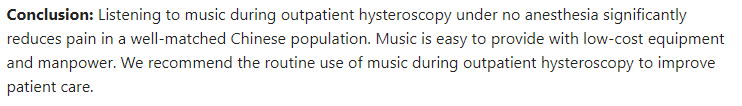 Conclusion: Listening to music during outpatient hysteroscopy under no anesthesia significantly
reduces pain in a well-matched Chinese population. Music is easy to provide with low-cost equipment
and manpower. We recommend the routine use of music during outpatient hysteroscopy to improve
patient care.